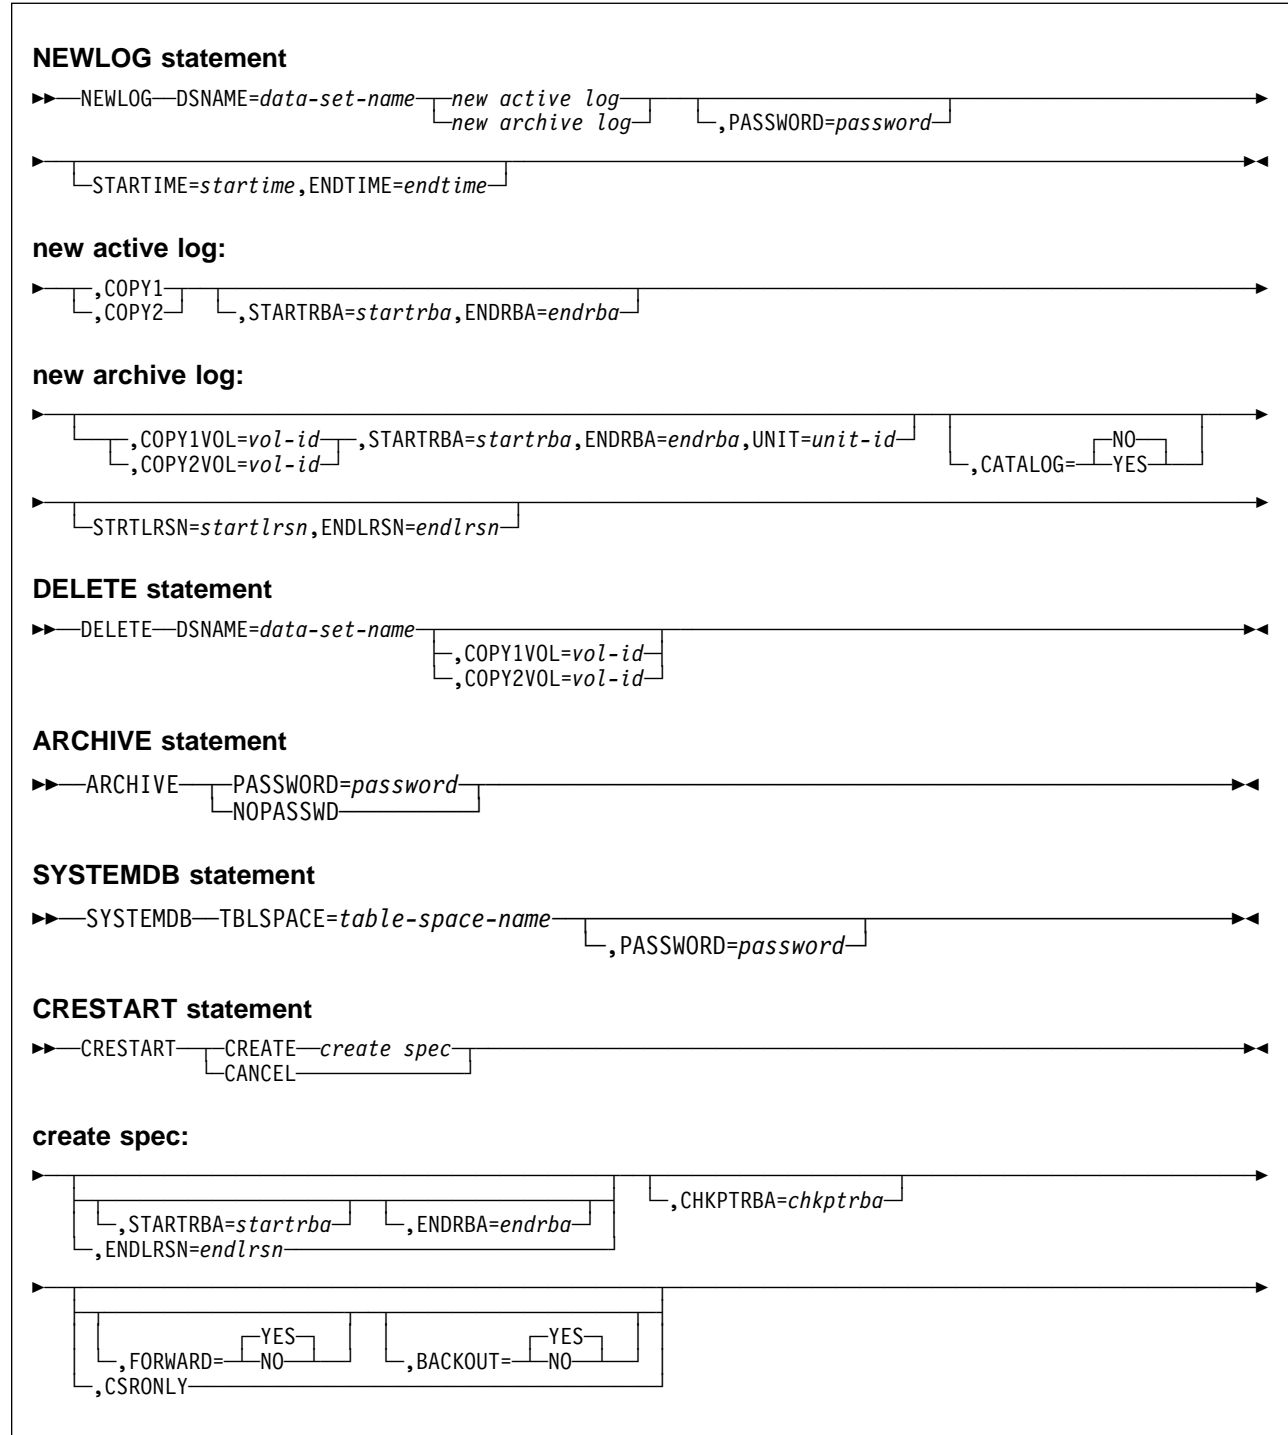 NEWLOG statement
NEWLOG DSNAME=data-set-name new active log
new archive log ,PASSWORD=password
STARTIME=startime,ENDTIME=endtime
new active log:
,COPY1
,COPY2 ,STARTRBA=startrba,ENDRBA=endrba
new archive log:
,COPY1VOL=vol-id ,STARTRBA=startrba,ENDRBA=endrba,UNIT=unit-id NO
,COPY2VOL=vol-id ,CATALOG= YES
STRTLRSN=startlrsn,ENDLRSN=endlrsn
DELETE statement
DELETE DSNAME=data-set-name
,COPY1VOL=vol-id
,COPY2VOL=vol-id
ARCHIVE statement
ARCHIVE PASSWORD=password
NOPASSWD
SYSTEMDB statement
SYSTEMDB TBLSPACE=table-space-name
,PASSWORD=password
CRESTART statement
CRESTART CREATE create spec
CANCEL
create spec:
,CHKPTRBA=chkptrba
,STARTRBA=startrba ,ENDRBA=endrba
,ENDLRSN=endlrsn
YES YES
,FORWARD= NO ,BACKOUT= NO
,CSRONLY